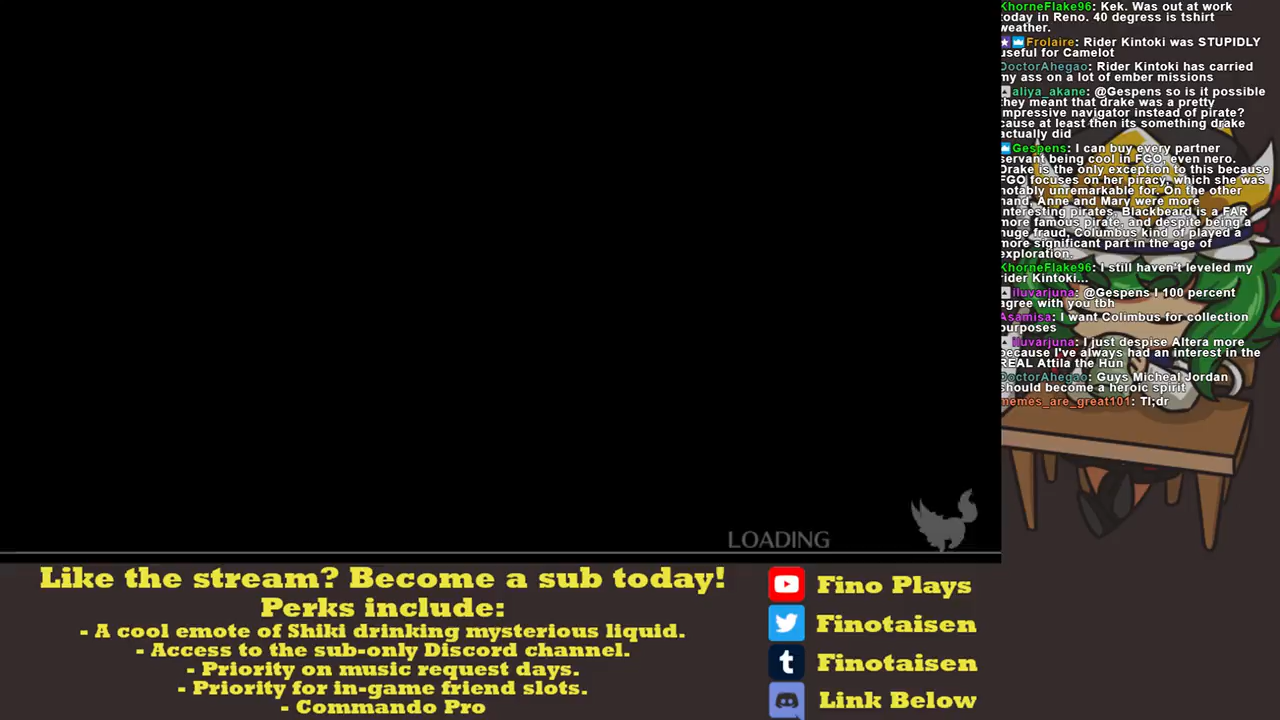 KhorneFlake96: Kek. Was out at work
today in Reno. 40 degress is tshirt
weather.
Frolaire: Rider Kintoki was STUPIDLY
useful for Camelot
DoctorAhegao: Rider Kintoki has carried
my ass on a lot of ember missions
aliya_akane: @Gespens so is it possible
they meant that drake was a pretty
impressive navigator instead of pirate?
cause at least then its something drake
actually did
Gespens: I can buy every partner
servant being cool in FGO, even nero.
Drake is the only exception to this because
FGO focuses on her piracy, which she was
notably unremarkable for. On the other
hand, Anne and Mary were more
interesting pirates, Blackbeard is a FAR
more famous pirate, and despite being a
huge fraud, Columbus kind of played a
more significant part in the age of
exploration.
KhorneFlake96: I still haven't leveled my
rider Kintoki...
iluvarjuna: @Gespens I 100 percent
agree with you tbh
Asamisa: I want Colimbus for collection
purposes
iluvarjuna: I just despise Altera more
because I've always had an interest in the
REAL Attila the Hun
DoctorAhegao: Guys Micheal Jordan
should become a heroic spirit
memes_are_great101: Tl;dr
LOADING
Like the stream? Become a sub today!
Perks include:
- A cool emote of Shiki drinking mysterious liquid.
- Access to the sub-only Discord channel.
- Priority on music request days.
- Priority for in-game friend slots.
- Commando Pro
Fino Plays
Finotaisen
Finotaisen
Link Below